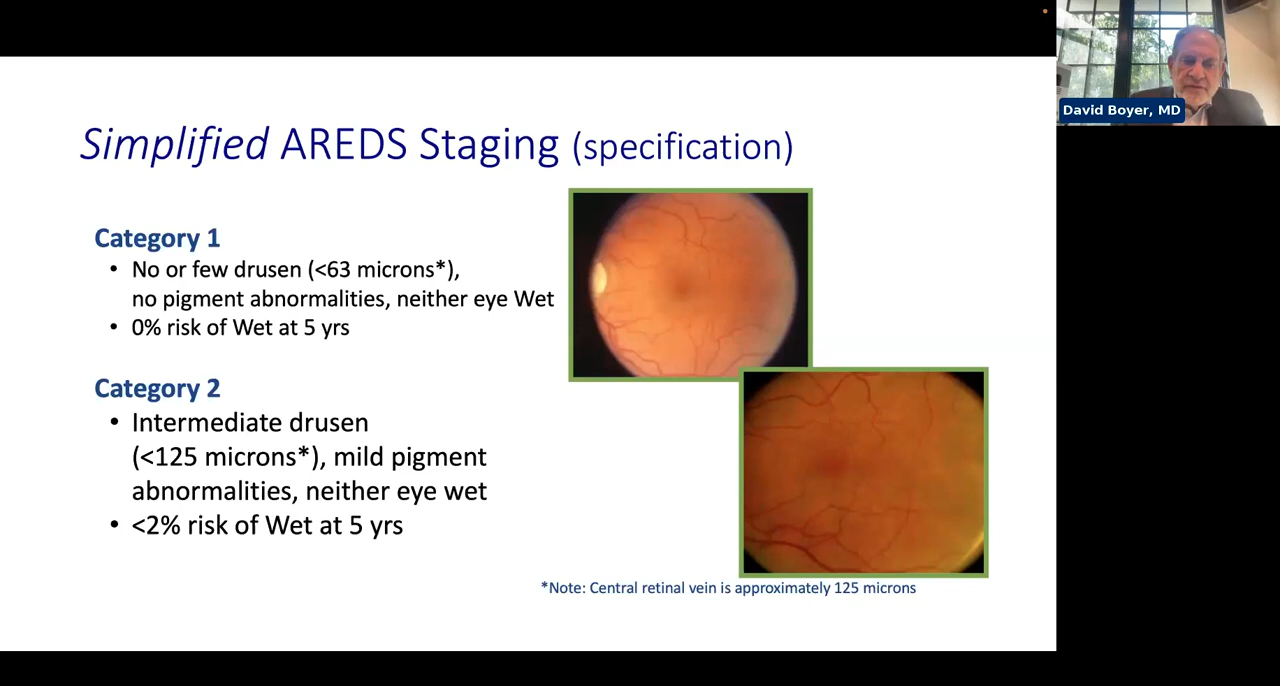 David Boyer, MD
Simplified AREDS Staging (specification)
Category 1
• No or few drusen (<63 microns*),
no pigment abnormalities, neither eye Wet
• 0% risk of Wet at 5 yrs
Category 2
• Intermediate drusen
(<125 microns*), mild pigment
abnormalities, neither eye wet
• <2% risk of Wet at 5 yrs
*Note: Central retinal vein is approximately 125 microns